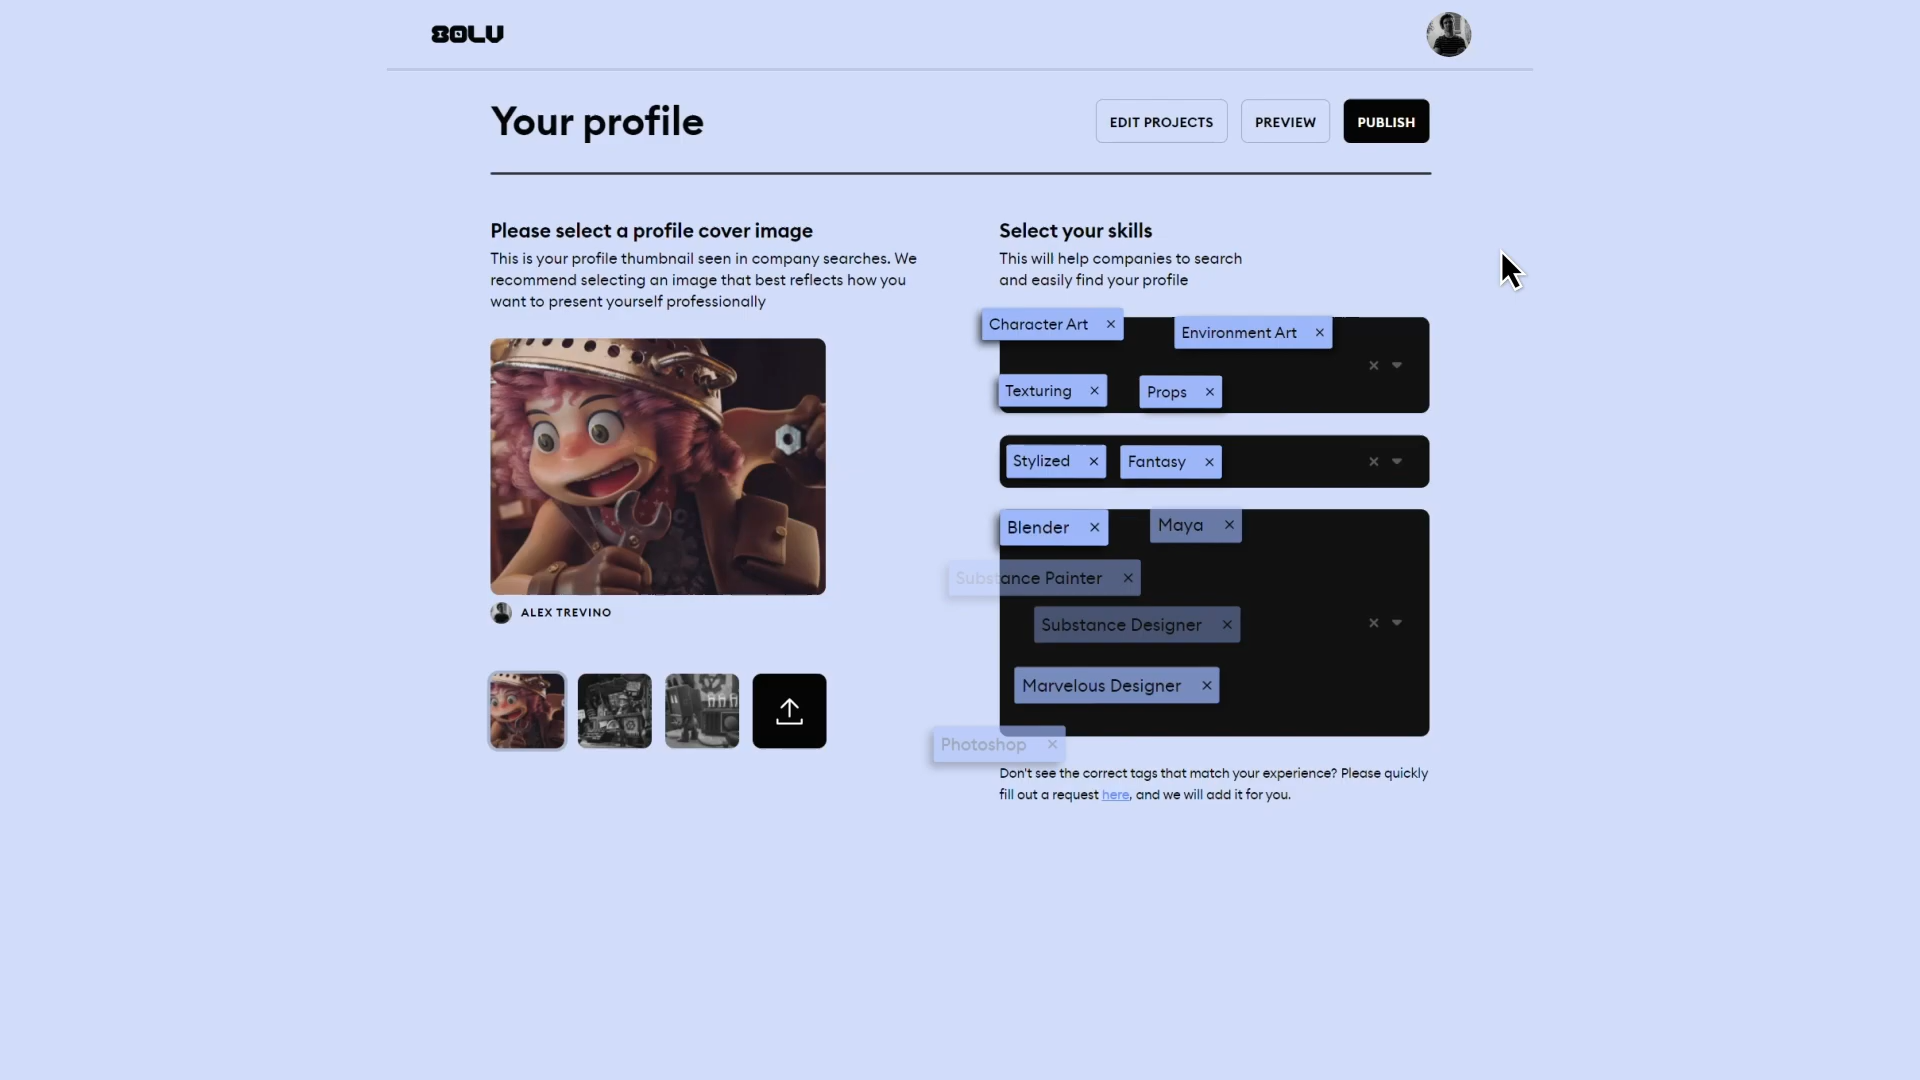 80LV
Your profile
EDIT PROJECTS
PREVIEW
PUBLISH
Please select a profile cover image
This is your profile thumbnail seen in company searches. We
recommend selecting an image that best reflects how you
want to present yourself professionally
ALEX TREVINO
Select your skills
This will help companies to search
and easily find your profile
Character Art ×
Environment Art ×
Texturing ×
Props ×
Stylized ×
Fantasy ×
Blender ×
Maya ×
Substance Painter ×
Substance Designer ×
Marvelous Designer ×
Photoshop ×
Don't see the correct tags that match your experience? Please quickly
fill out a request here, and we will add it for you.